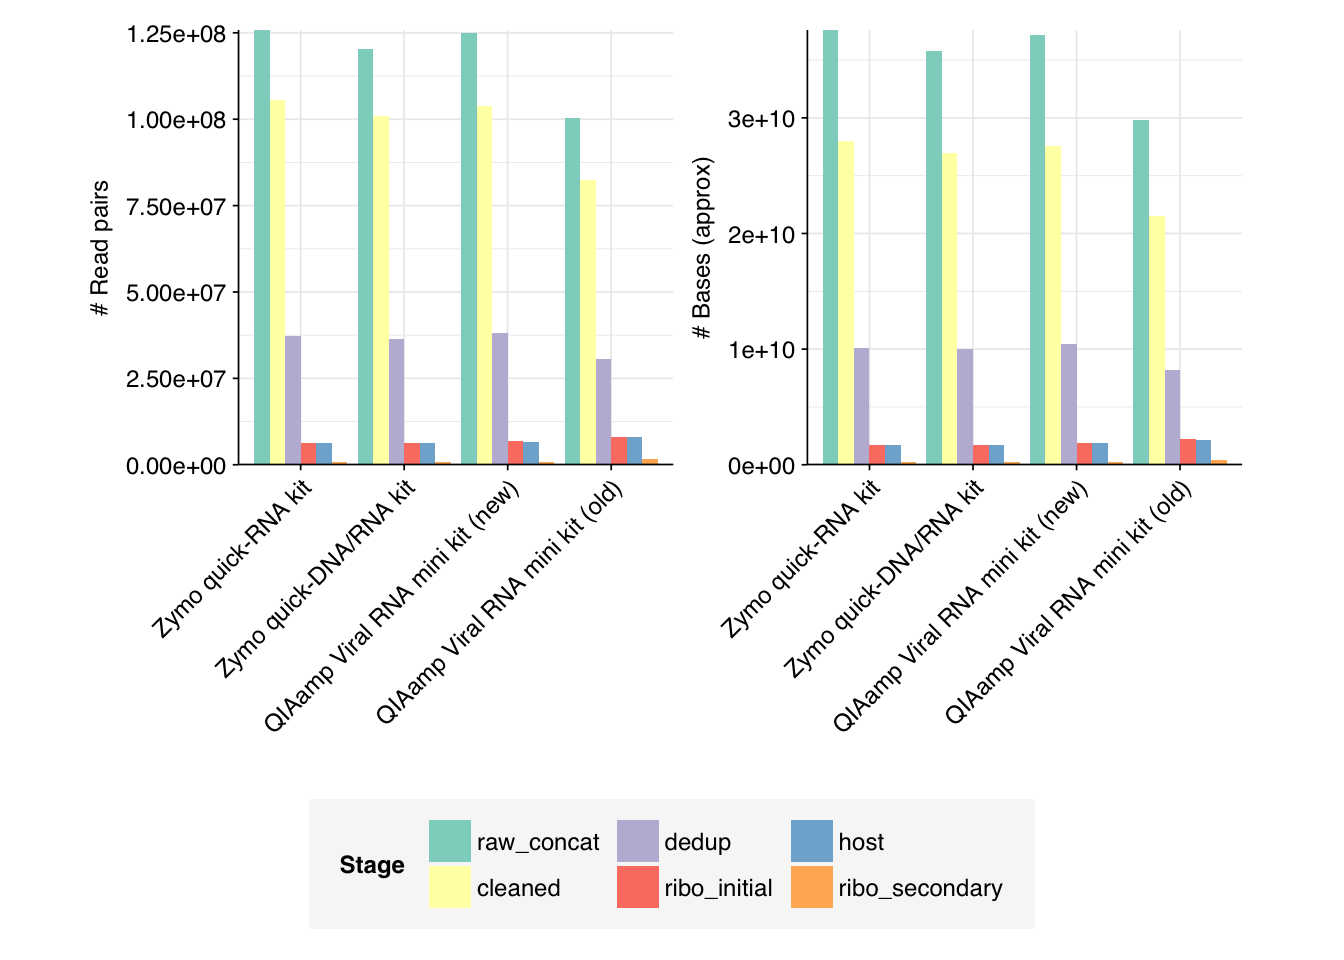 # Read pairs
1.25e+08
1.00e+08
7.50e+07
5.00e+07
2.50e+07
0.00e+00
Zymo quick-RNA kit
Zymo quick-DNA/RNA kit
QIAamp Viral RNA mini kit (new)
QIAamp Viral RNA mini kit (old)
# Bases (approx)
3e+10
2e+10
1e+10
0e+00
Zymo quick-RNA kit
Zymo quick-DNA/RNA kit
QIAamp Viral RNA mini kit (new)
QIAamp Viral RNA mini kit (old)
Stage
raw_concat
cleaned
dedup
ribo_initial
host
ribo_secondary